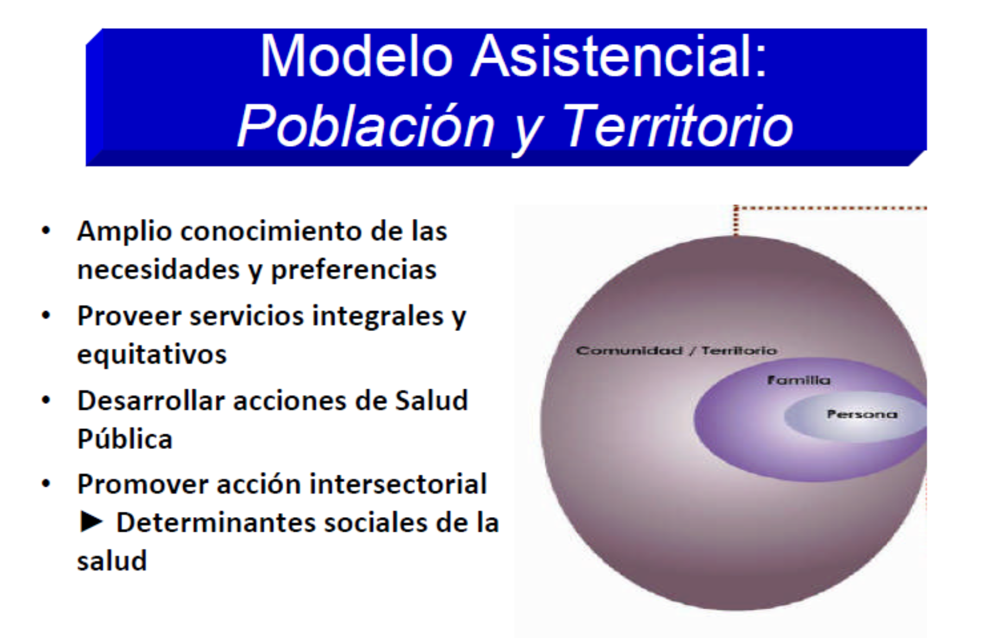 Modelo Asistencial:
Población y Territorio
• Amplio conocimiento de las
necesidades y preferencias
• Proveer servicios integrales y
equitativos
• Desarrollar acciones de Salud
Pública
• Promover acción intersectorial
► Determinantes sociales de la
salud
Comunidad / Territorio
Familia
Persona